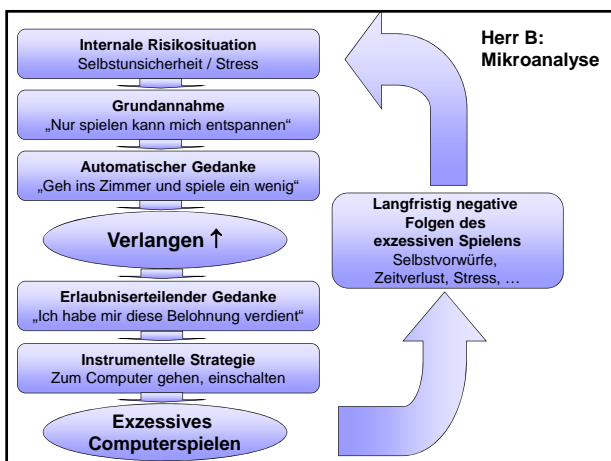 Herr B:
Mikroanalyse
Internale Risikosituation
Selbstunsicherheit / Stress
Grundannahme
„Nur spielen kann mich entspannen“
Automatischer Gedanke
„Geh ins Zimmer und spiele ein wenig“
Verlangen ↑
Erlaubniserteilender Gedanke
„Ich habe mir diese Belohnung verdient“
Instrumentelle Strategie
Zum Computer gehen, einschalten
Exzessives
Computerspielen
Langfristig negative
Folgen des
exzessiven Spielens
Selbstvorwürfe,
Zeitverlust, Stress, …